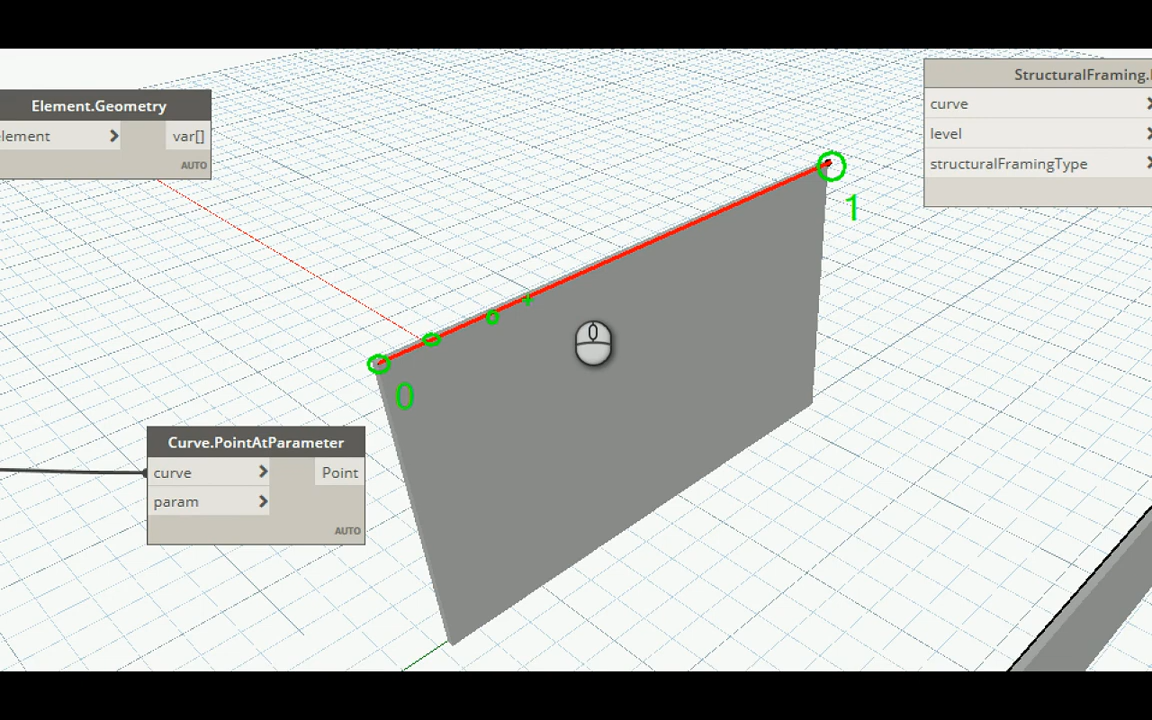 Element.Geometry
element
var[]
AUTO
StructuralFraming.
curve
level
structuralFramingType
1
0
0
Curve.PointAtParameter
curve
Point
param
AUTO